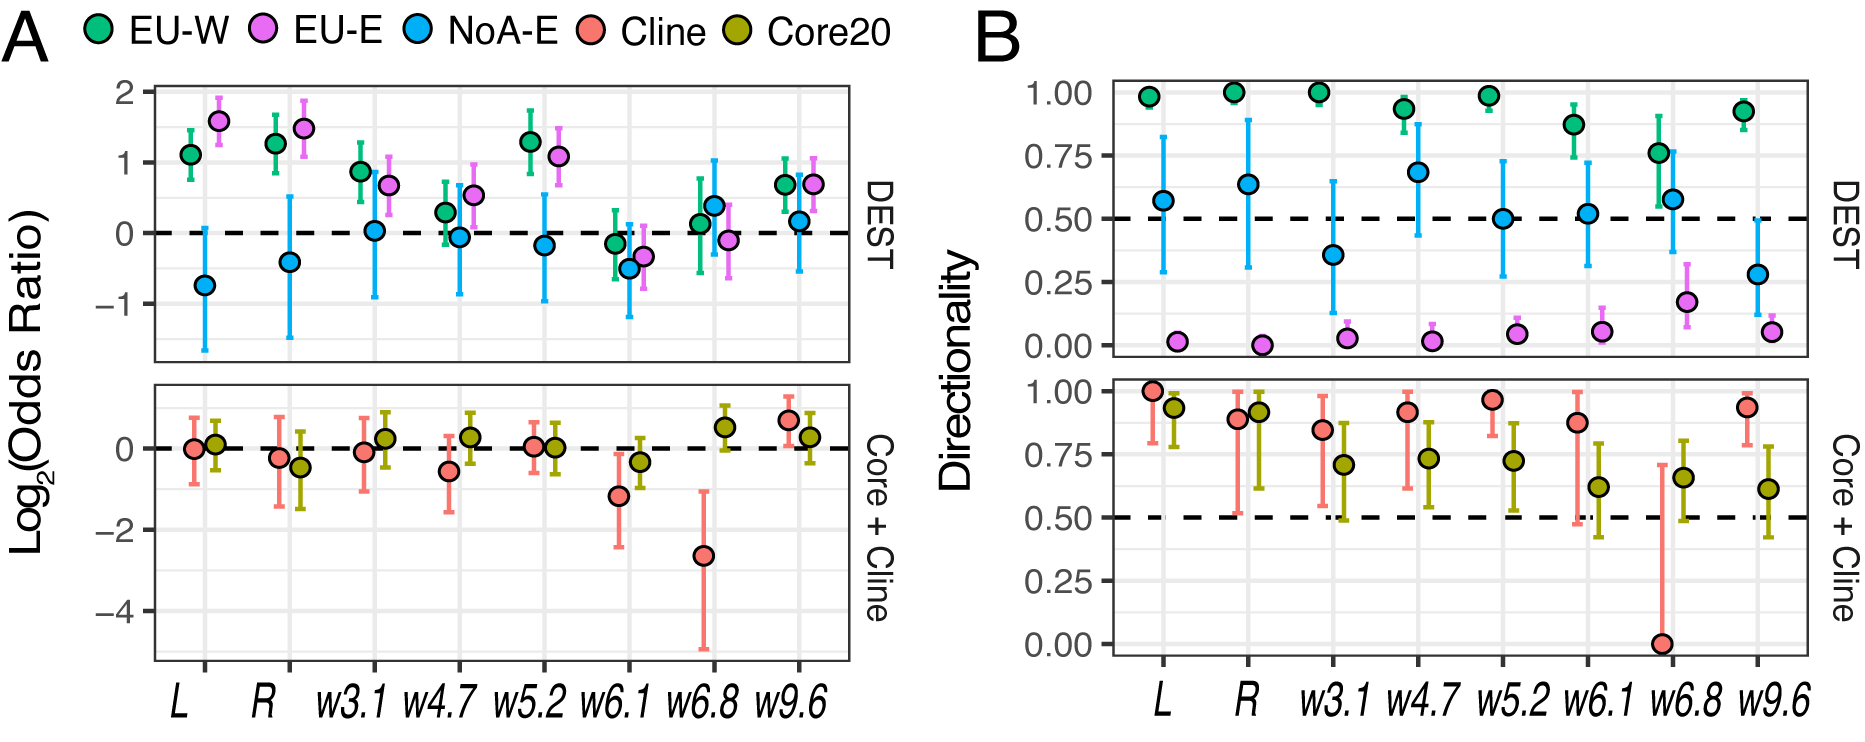 A
EU-W EU-E NoA-E Cline Core20
Log2(Odds Ratio)
2
1
0
−1
DEST
0
−2
−4
Core + Cline
L R w3.1 w4.7 w5.2 w6.1 w6.8 w9.6
B
Directionality
1.00
0.75
0.50
0.25
0.00
DEST
1.00
0.75
0.50
0.25
0.00
Core + Cline
L R w3.1 w4.7 w5.2 w6.1 w6.8 w9.6